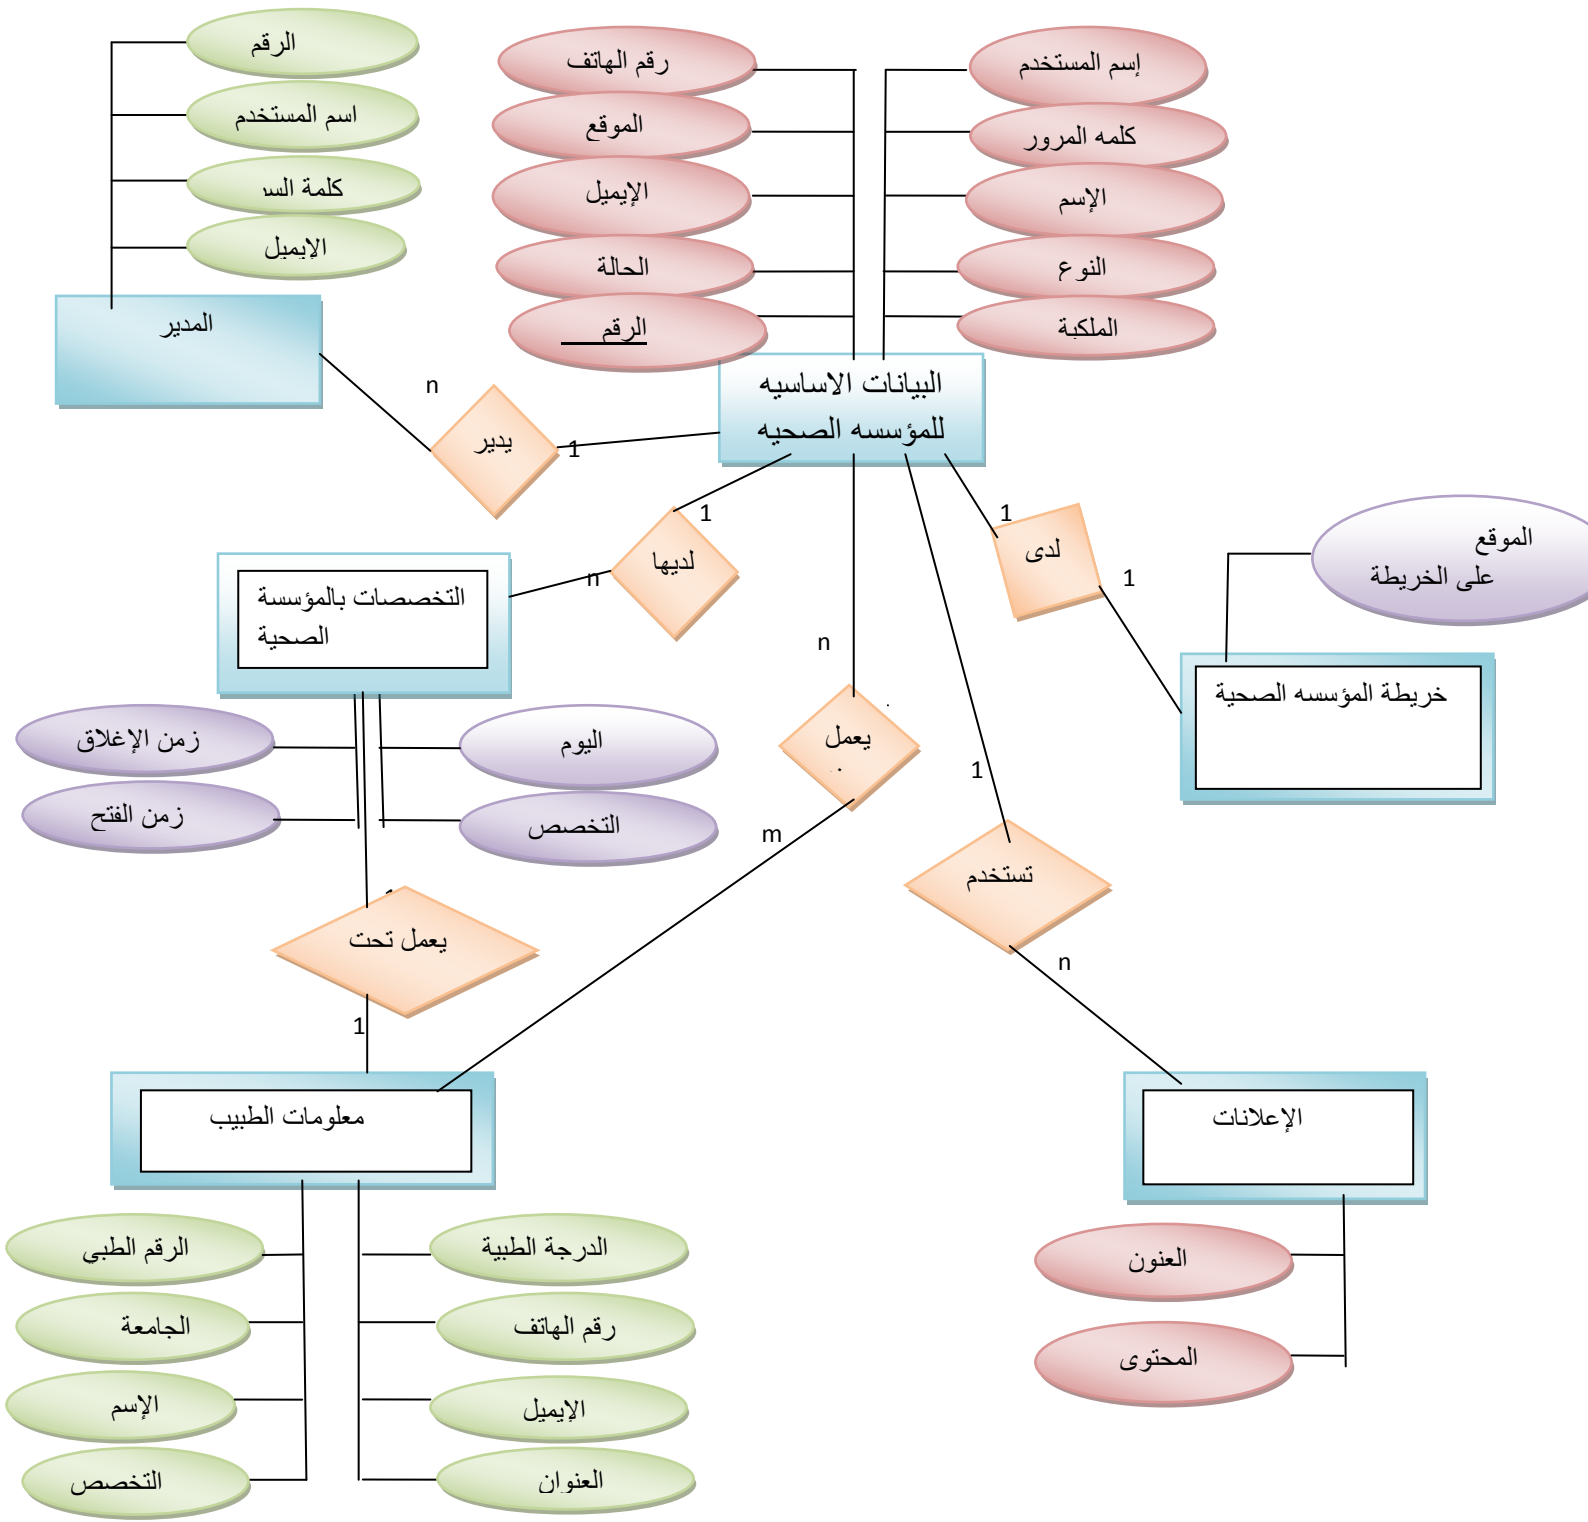 الرقم
اسم المستخدم
كلمة السر
الإيميل
المدير
رقم الهاتف
الموقع
الإيميل
الحالة
الرقم
إسم المستخدم
كلمه المرور
الإسم
النوع
الملكية
البيانات الاساسيه
للمؤسسه الصحيه
n
يدير
1
1
لديها
n
التخصصات بالمؤسسة
الصحية
1
لدى
1
الموقع
على الخريطة
خريطة المؤسسه الصحية
زمن الإغلاق
اليوم
زمن الفتح
التخصص
n
يعمل
m
1
تستخدم
n
يعمل تحت
1
معلومات الطبيب
الإعلانات
الرقم الطبي
الدرجة الطبية
الجامعة
رقم الهاتف
الإسم
الإيميل
التخصص
العنوان
العنون
المحتوى